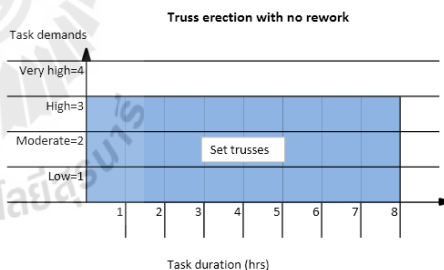 Truss erection with no rework
Task demands
Very high=4
High=3
Moderate=2
Set trusses
Low=1
1 2 3 4 5 6 7 8
Task duration (hrs)